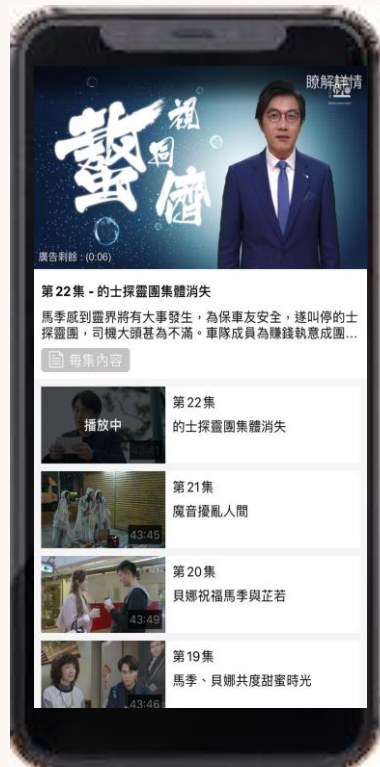 瞭解詳情
螫視同儕
廣告剩餘 : (0:06)
第22集 - 的士探靈團集體消失
馬季感到靈界將有大事發生，為保車友安全，遂叫停的士
探靈團，司機大頭甚為不滿。車隊成員為賺錢執意成團...
每集內容
播放中
第22集
的士探靈團集體消失
第21集
魔音擾亂人間
43:45
第20集
貝娜祝福馬季與芷若
43:49
第19集
馬季、貝娜共度甜蜜時光
43:46